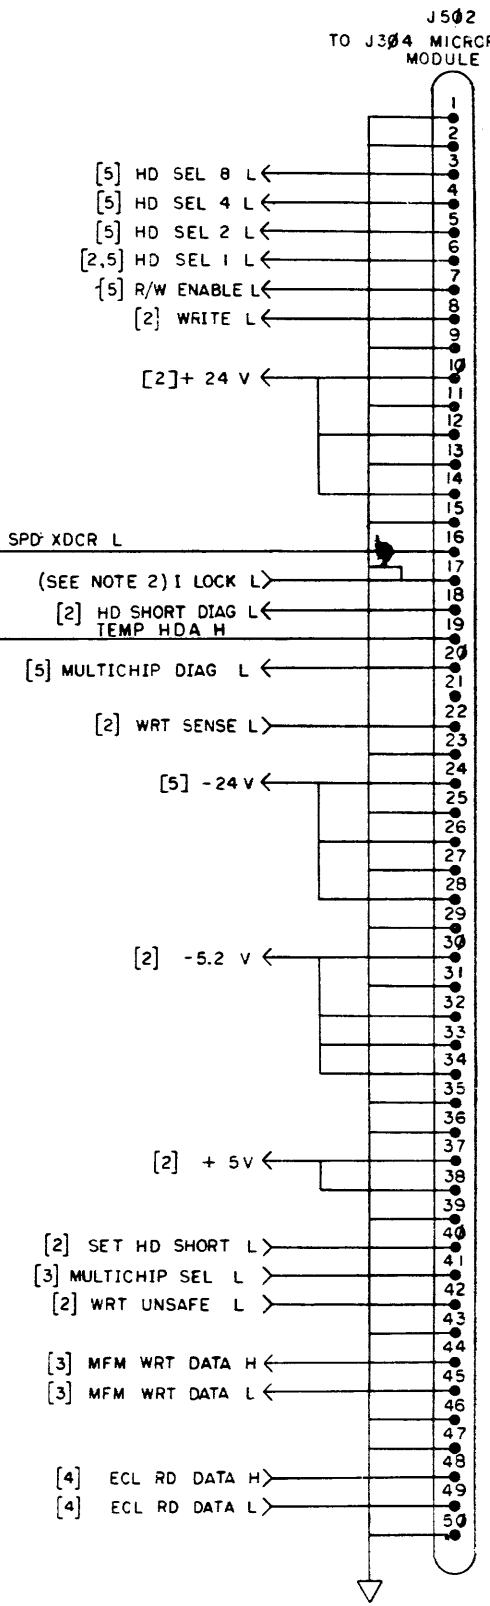 J5Ø2
TO J3Ø4 MICRCP
MODULE
1
2
3
[5] HD SEL 8 L
4
[5] HD SEL 4 L
5
[5] HD SEL 2 L
6
[2,5] HD SEL 1 L
7
[5] R/W ENABLE L
8
[2] WRITE L
9
1Ø
[2]+ 24 V
11
12
13
14
15
16
SPD XDCR L
17
(SEE NOTE 2) I LOCK L
18
[2] HD SHORT DIAG L
19
TEMP HDA H
2Ø
[5] MULTICHIP DIAG L
21
22
[2] WRT SENSE L
23
24
[5] -24 V
25
26
27
28
29
3Ø
[2] -5.2 V
31
32
33
34
35
36
37
[2] + 5V
38
39
4Ø
[2] SET HD SHORT L
41
[3] MULTICHIP SEL L
42
[2] WRT UNSAFE L
43
44
[3] MFM WRT DATA H
45
[3] MFM WRT DATA L
46
47
48
[4] ECL RD DATA H
49
[4] ECL RD DATA L
5Ø